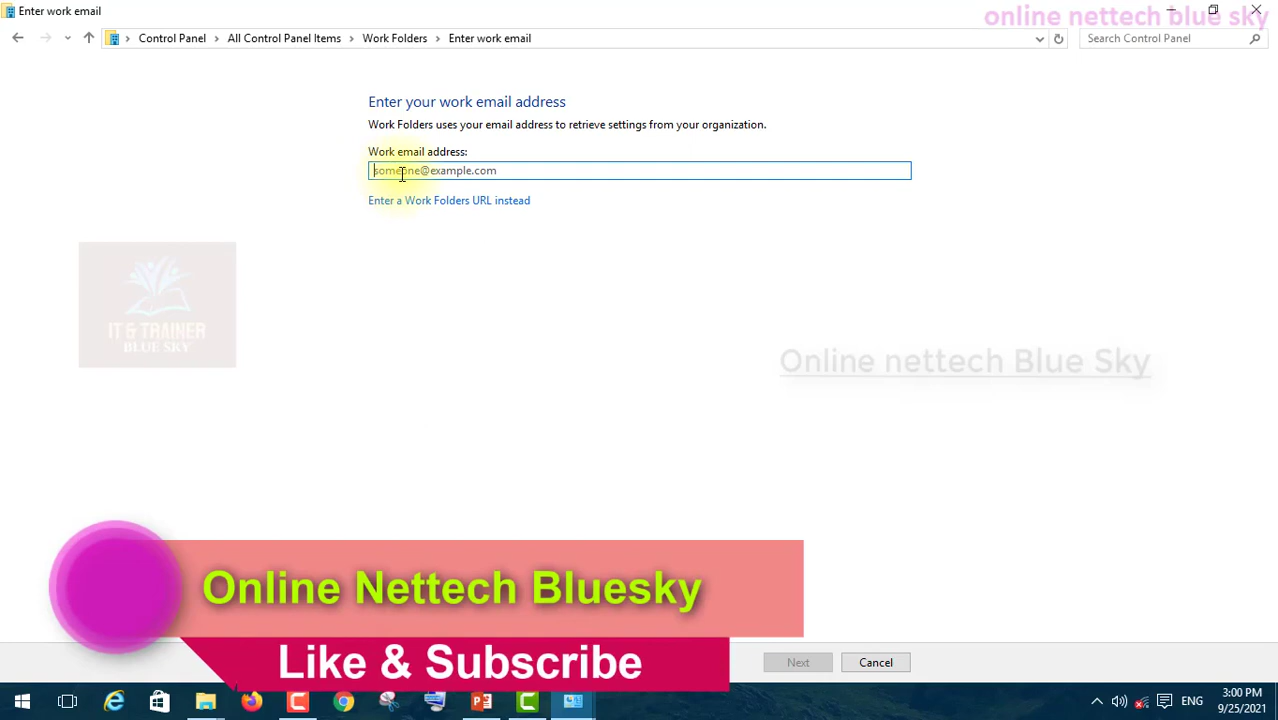 Enter work email
online nettech blue sky
Control Panel > All Control Panel Items > Work Folders > Enter work email
Search Control Panel
Enter your work email address
Work Folders uses your email address to retrieve settings from your organization.
Work email address:
someone@example.com
Enter a Work Folders URL instead
IT & TRAINER
BLUE SKY
Online nettech Blue Sky
Online Nettech Bluesky
Like & Subscribe
Next
Cancel
ENG
3:00 PM
9/25/2021